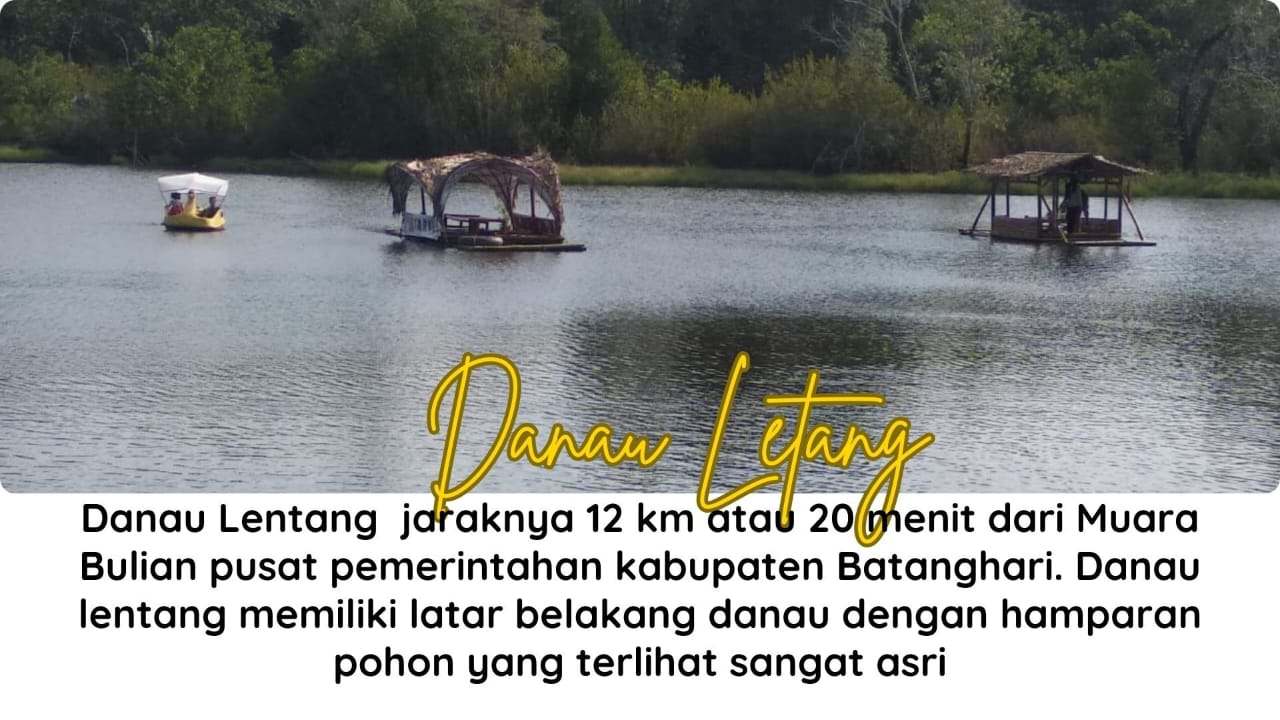 Danau Letang
Danau Lentang jaraknya 12 km atau 20 menit dari Muara
Bulian pusat pemerintahan kabupaten Batanghari. Danau
lentang memiliki latar belakang danau dengan hamparan
pohon yang terlihat sangat asri